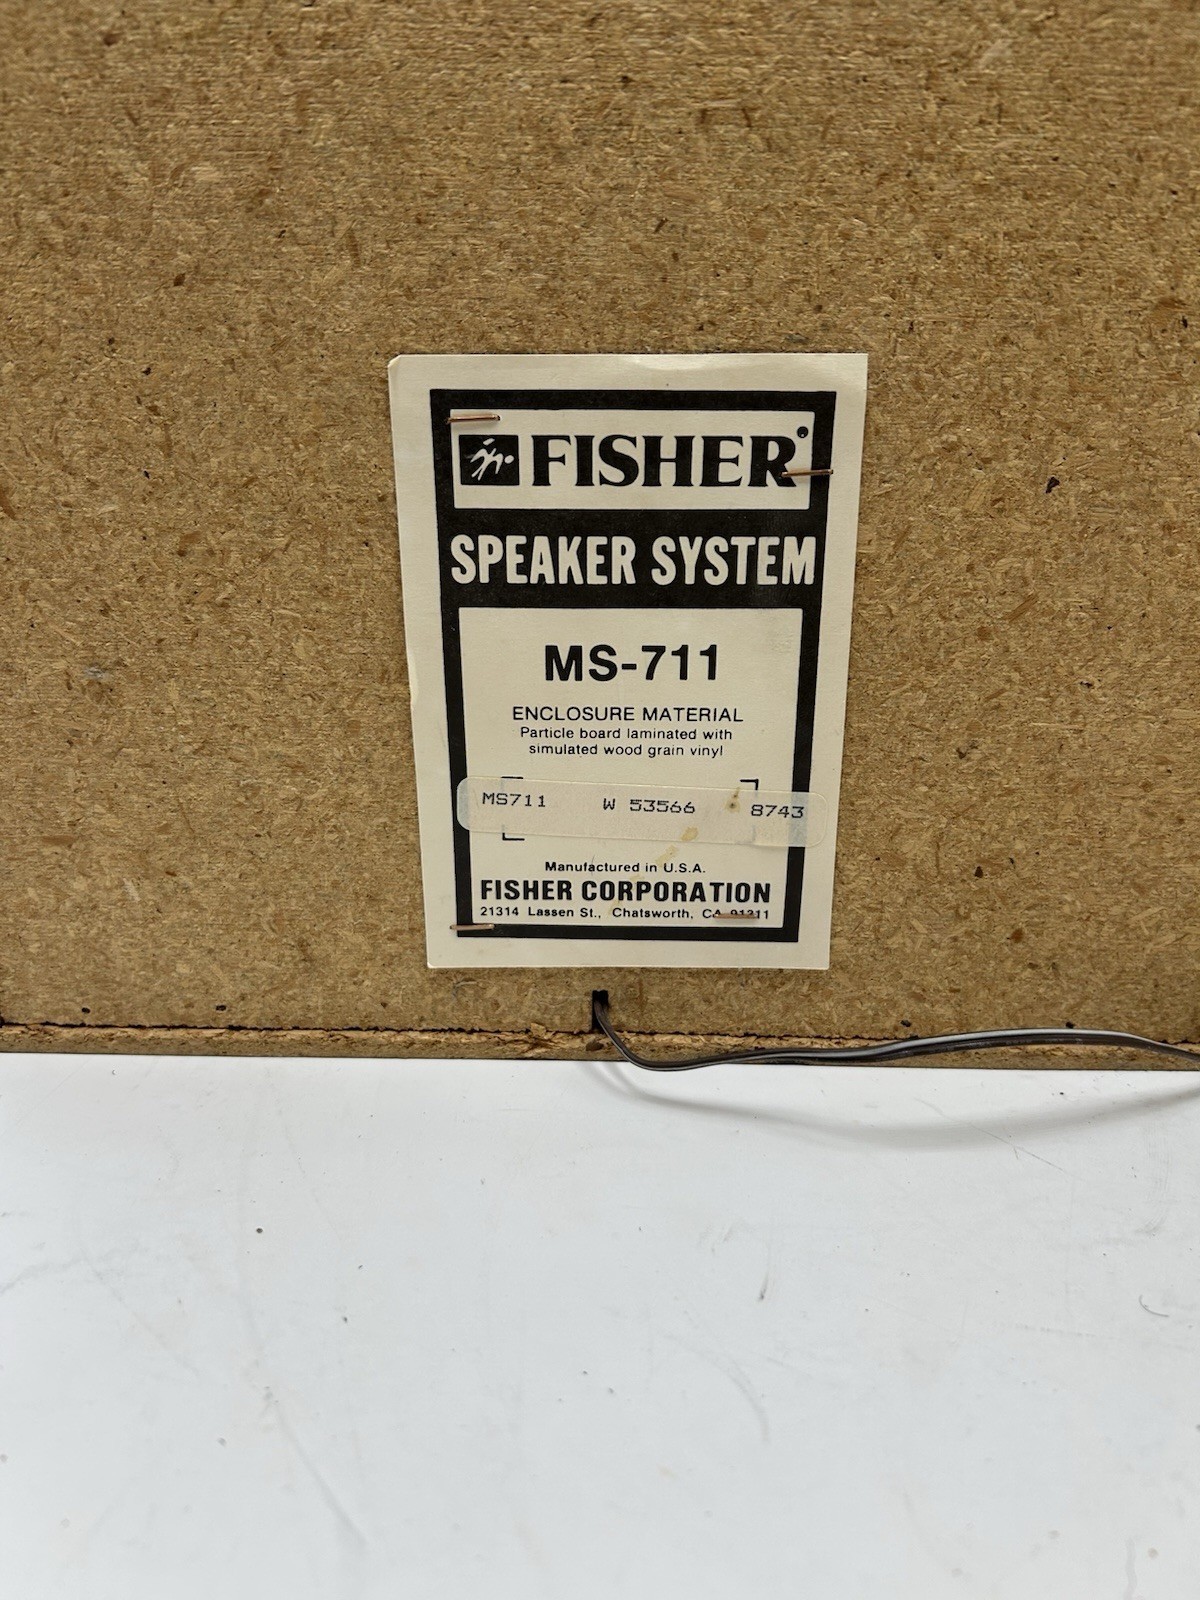 FISHER®
SPEAKER SYSTEM
MS-711
ENCLOSURE MATERIAL
Particle board laminated with
simulated wood grain vinyl
MS711 W 53566 8743
Manufactured in U.S.A.
FISHER CORPORATION
21314 Lassen St., Chatsworth, CA 91311